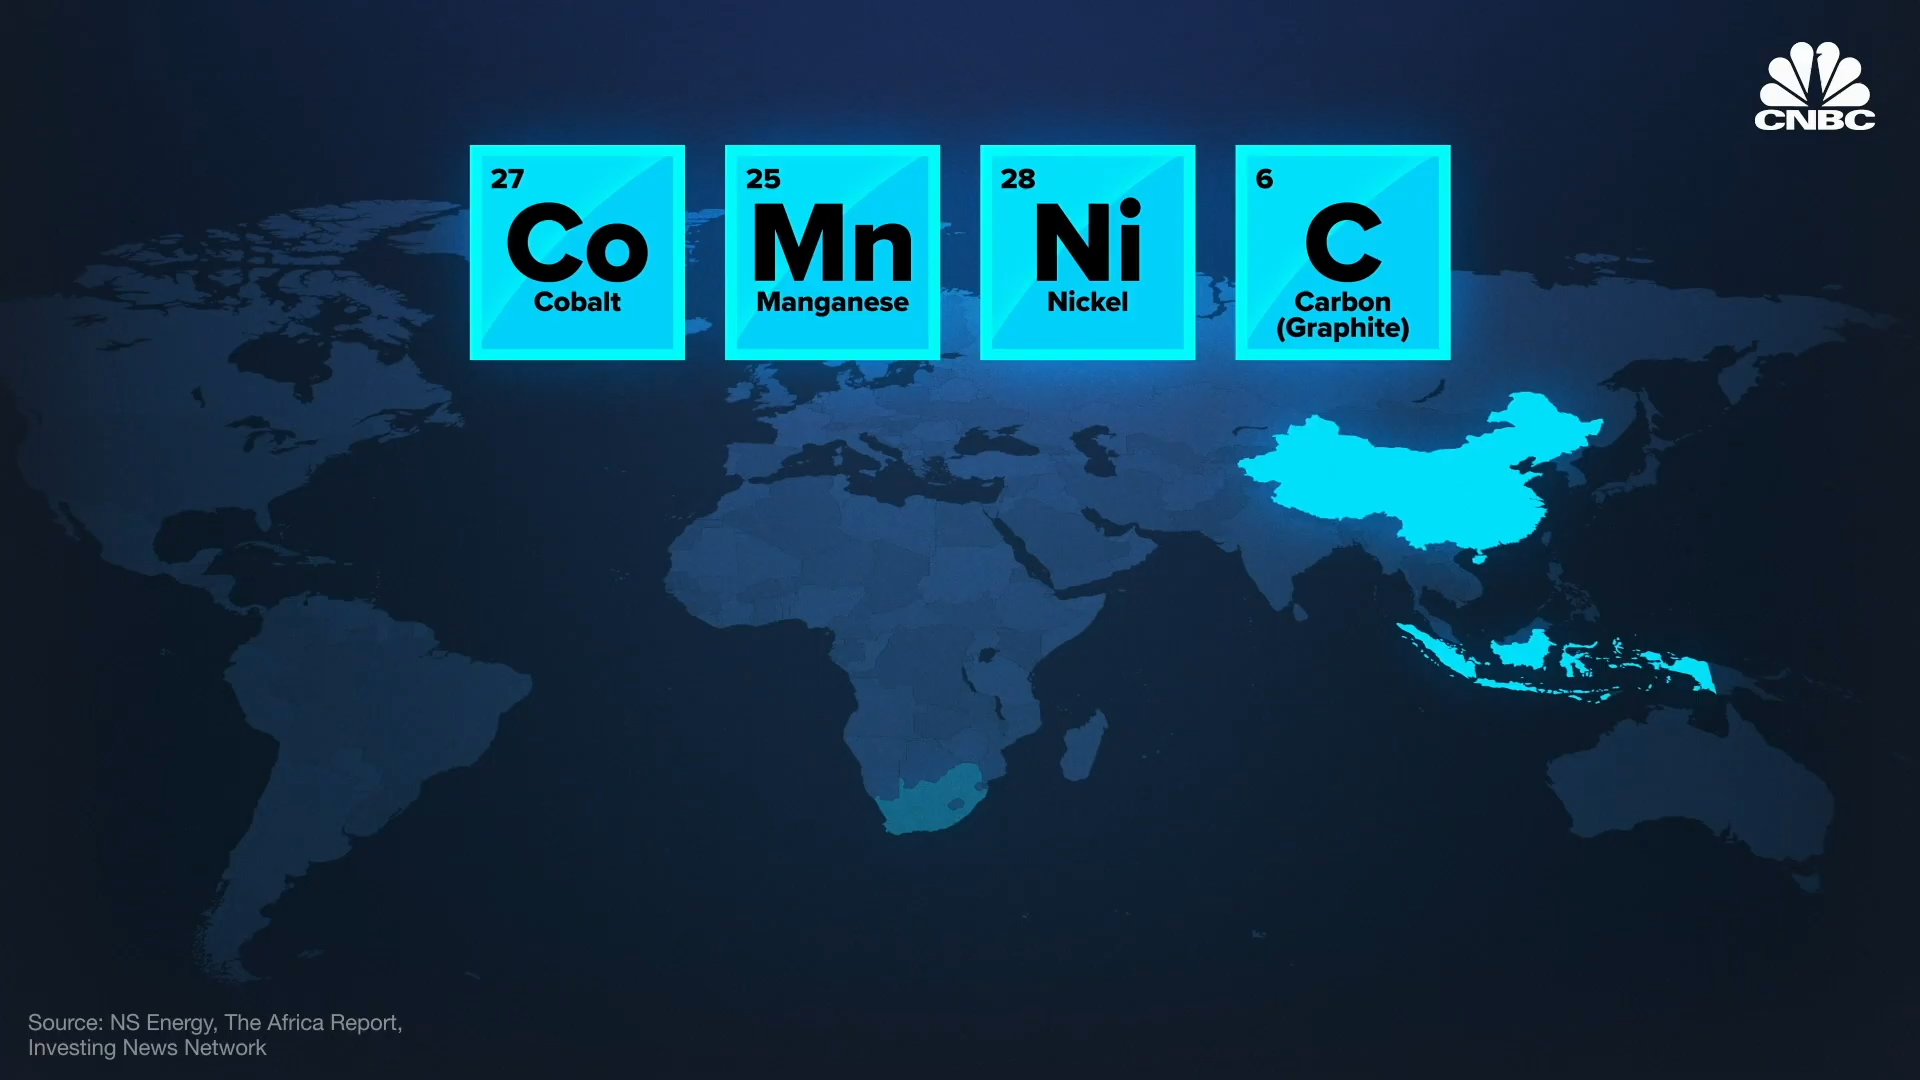 CNBC
27
Co
Cobalt
25
Mn
Manganese
28
Ni
Nickel
6
C
Carbon
(Graphite)
Source: NS Energy, The Africa Report,
Investing News Network